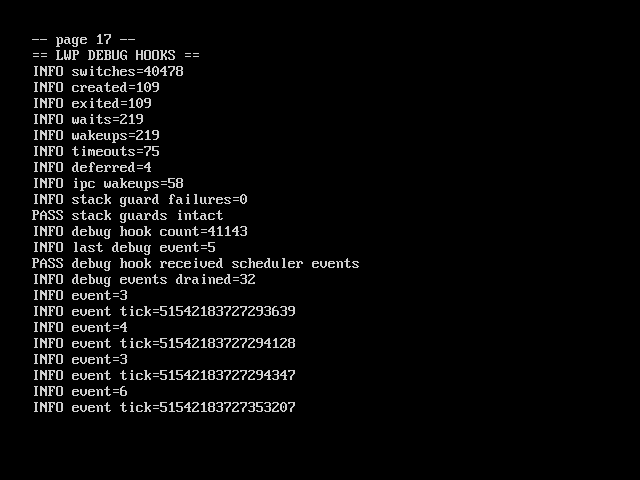 -- page 17 --
== LWP DEBUG HOOKS ==
INFO switches=40478
INFO created=109
INFO exited=109
INFO waits=219
INFO wakeups=219
INFO timeouts=75
INFO deferred=4
INFO ipc wakeups=58
INFO stack guard failures=0
PASS stack guards intact
INFO debug hook count=41143
INFO last debug event=5
PASS debug hook received scheduler events
INFO debug events drained=32
INFO event=3
INFO event tick=51542183727293639
INFO event=4
INFO event tick=51542183727294128
INFO event=3
INFO event tick=51542183727294347
INFO event=6
INFO event tick=51542183727353207